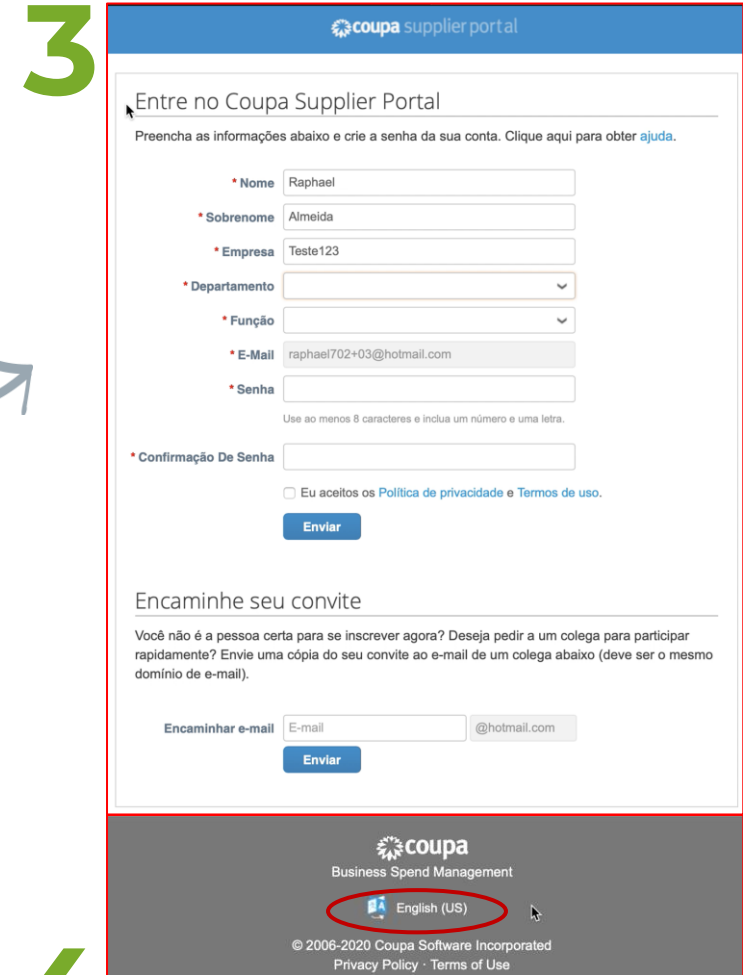 3
coupa supplier portal
Entre no Coupa Supplier Portal
Preencha as informações abaixo e crie a senha da sua conta. Clique aqui para obter ajuda.
* Nome Raphael
* Sobrenome Almeida
* Empresa Teste123
* Departamento
* Função
* E-Mail raphael702+03@hotmail.com
* Senha
Use ao menos 8 caracteres e inclua um número e uma letra.
* Confirmação De Senha
Eu aceitos os Política de privacidade e Termos de uso.
Enviar
Encaminhe seu convite
Você não é a pessoa certa para se inscrever agora? Deseja pedir a um colega para participar
rapidamente? Envie uma cópia do seu convite ao e-mail de um colega abaixo (deve ser o mesmo
domínio de e-mail).
Encaminhar e-mail E-mail @hotmail.com
Enviar
coupa
Business Spend Management
English (US)
© 2006-2020 Coupa Software Incorporated
Privacy Policy · Terms of Use